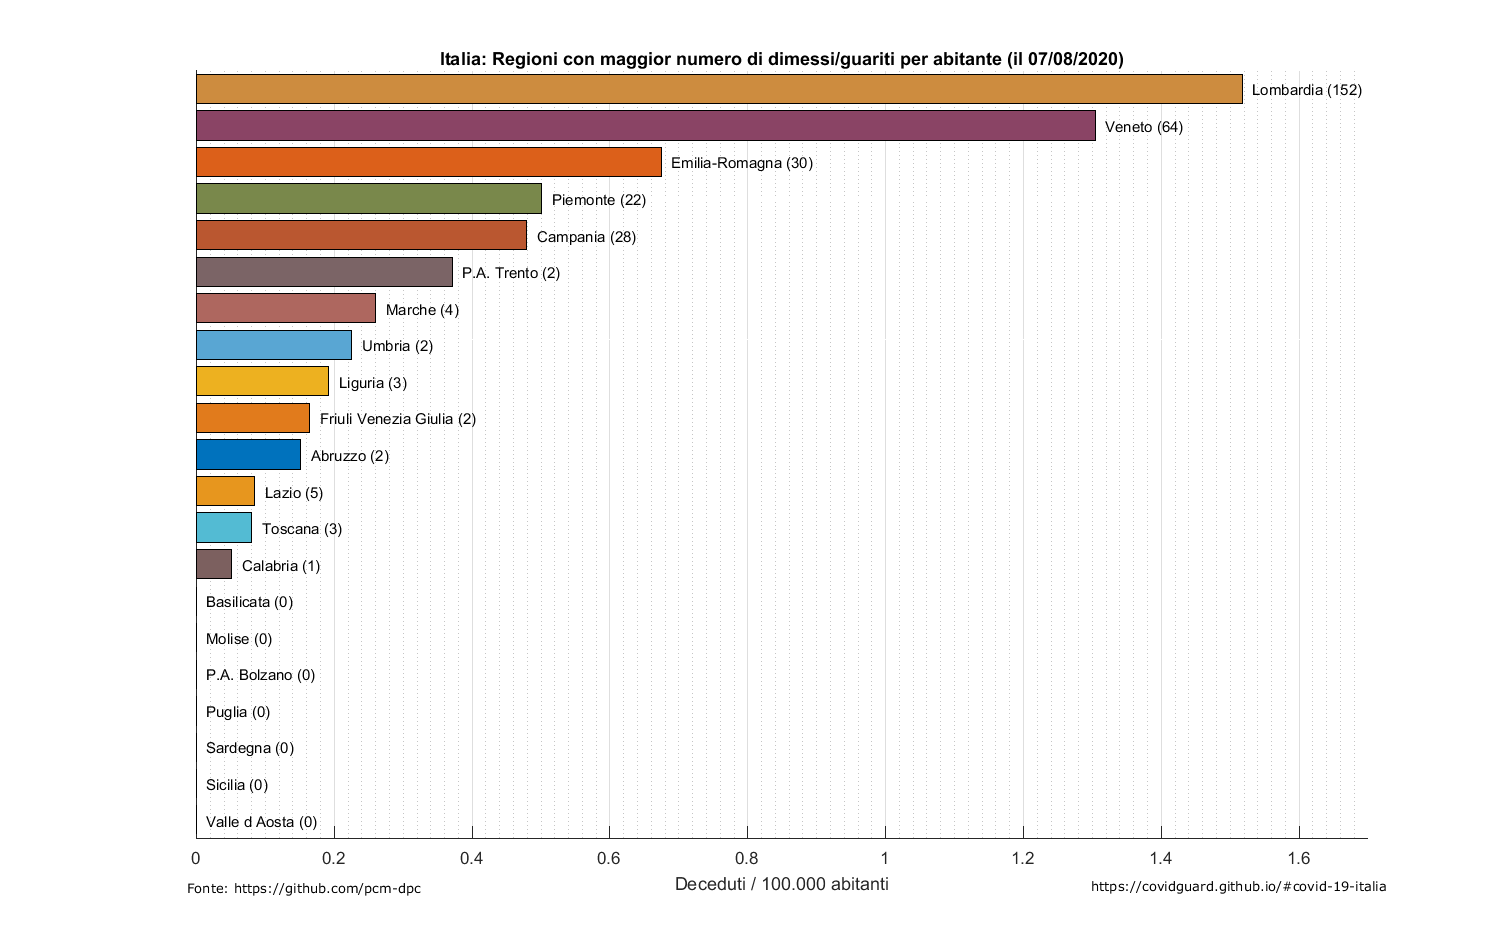 Italia: Regioni con maggior numero di dimessi/guariti per abitante (il 07/08/2020)
Lombardia (152)
Veneto (64)
Emilia-Romagna (30)
Piemonte (22)
Campania (28)
P.A. Trento (2)
Marche (4)
Umbria (2)
Liguria (3)
Friuli Venezia Giulia (2)
Abruzzo (2)
Lazio (5)
Toscana (3)
Calabria (1)
Basilicata (0)
Molise (0)
P.A. Bolzano (0)
Puglia (0)
Sardegna (0)
Sicilia (0)
Valle d Aosta (0)
0 0.2 0.4 0.6 0.8 1 1.2 1.4 1.6
Deceduti / 100.000 abitanti
Fonte: https://github.com/pcm-dpc
https://covidguard.github.io/#covid-19-italia